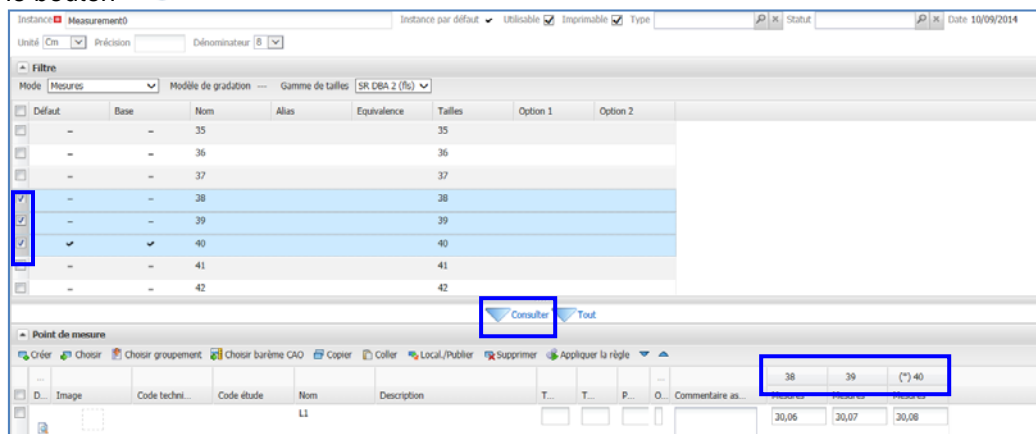 le bouton
Instance Measurement0 Instance par défaut Utilisable Imprimable Type Statut Date 10/09/2014
Unité Cm Précision Dénominateur 8
Filtre
Mode Mesures Modèle de gradation --- Gamme de tailles SR DBA 2 (fls)
Défaut Base Nom Alias Equivalence Tailles Option 1 Option 2
– – 35 35
– – 36 36
– – 37 37
– – 38 38
– – 39 39
40 40
– – 41 41
– – 42 42
Consulter Tout
Point de mesure
Créer Choisir Choisir groupement Choisir barème CAO Copier Coller Local./Publier Supprimer Appliquer la règle
... ... 38 39 (*) 40
D... Image Code techni... Code étude Nom Description T... T... P... O... Commentaire as... Mesures Mesures Mesures
L1 30,06 30,07 30,08